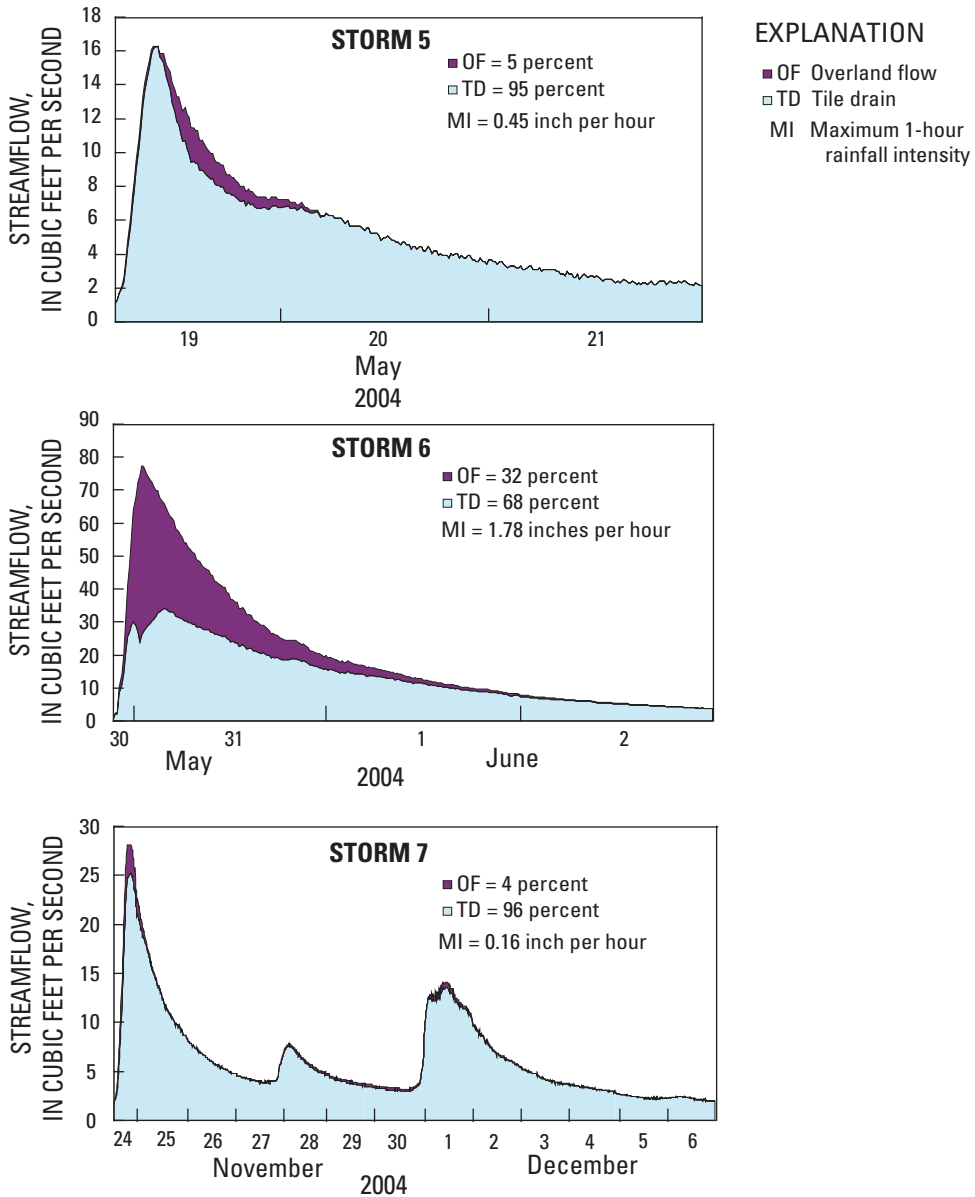 STORM 5
OF = 5 percent
TD = 95 percent
MI = 0.45 inch per hour
STREAMFLOW,
IN CUBIC FEET PER SECOND
18
16
14
12
10
8
6
4
2
0
19 20 21
May
2004
EXPLANATION
OF Overland flow
TD Tile drain
MI Maximum 1-hour
rainfall intensity
STORM 6
OF = 32 percent
TD = 68 percent
MI = 1.78 inches per hour
STREAMFLOW,
IN CUBIC FEET PER SECOND
90
80
70
60
50
40
30
20
10
0
30 31 1 2
May June
2004
STORM 7
OF = 4 percent
TD = 96 percent
MI = 0.16 inch per hour
STREAMFLOW,
IN CUBIC FEET PER SECOND
30
25
20
15
10
5
0
24 25 26 27 28 29 30 1 2 3 4 5 6
November December
2004